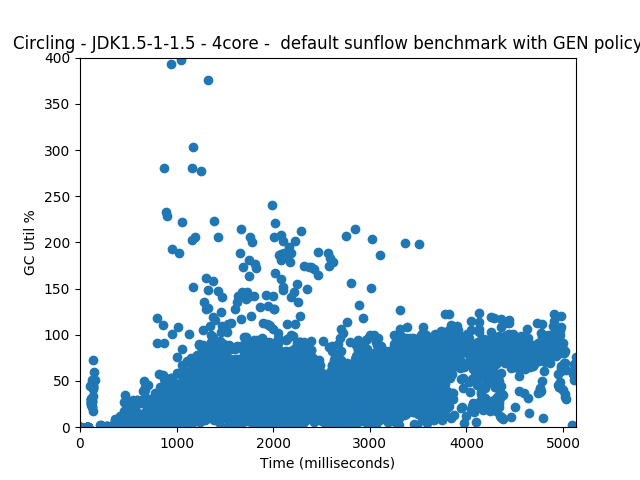 Circling - JDK1.5-1-1.5 - 4core -  default sunflow benchmark with GEN policy
400
350
300
250
200
150
100
50
0
GC Util %
0 1000 2000 3000 4000 5000
Time (milliseconds)